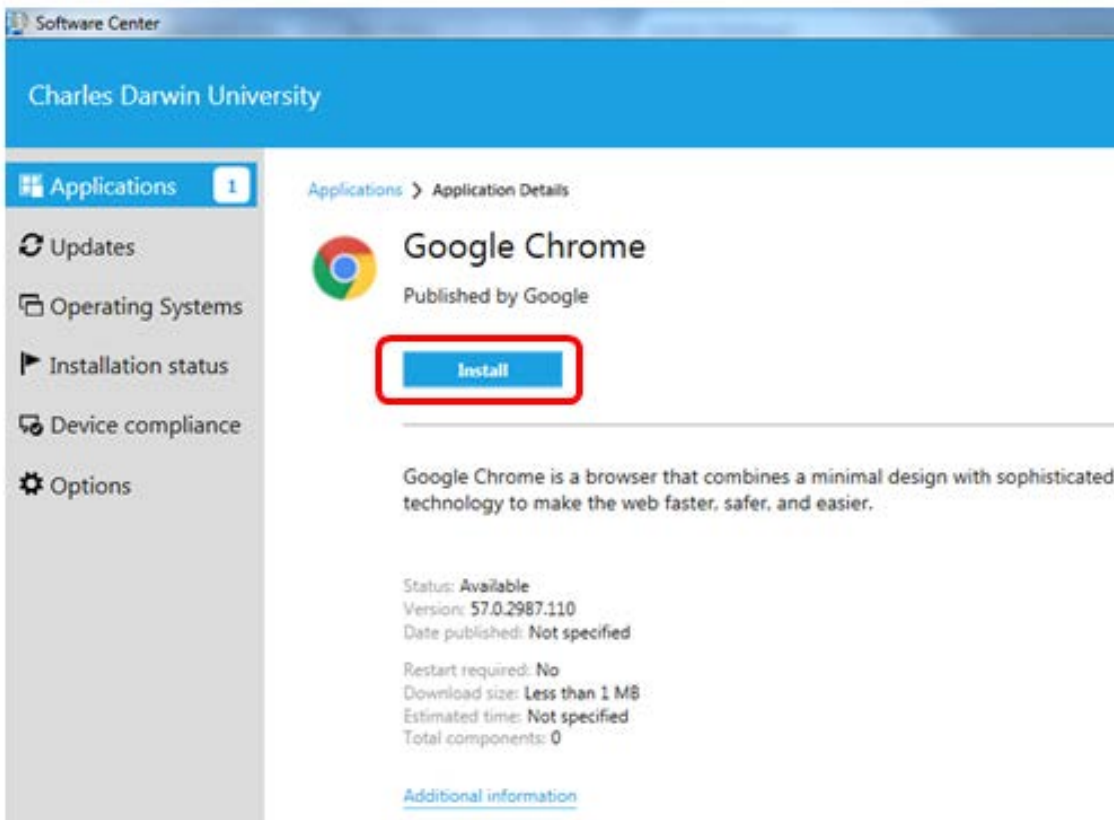 Software Center
Charles Darwin University
Applications 1
Updates
Operating Systems
Installation status
Device compliance
Options
Applications > Application Details
Google Chrome
Published by Google
Install
Google Chrome is a browser that combines a minimal design with sophisticated
technology to make the web faster, safer, and easier.
Status: Available
Version: 57.0.2987.110
Date published: Not specified
Restart required: No
Download size: Less than 1 MB
Estimated time: Not specified
Total components: 0
Additional information